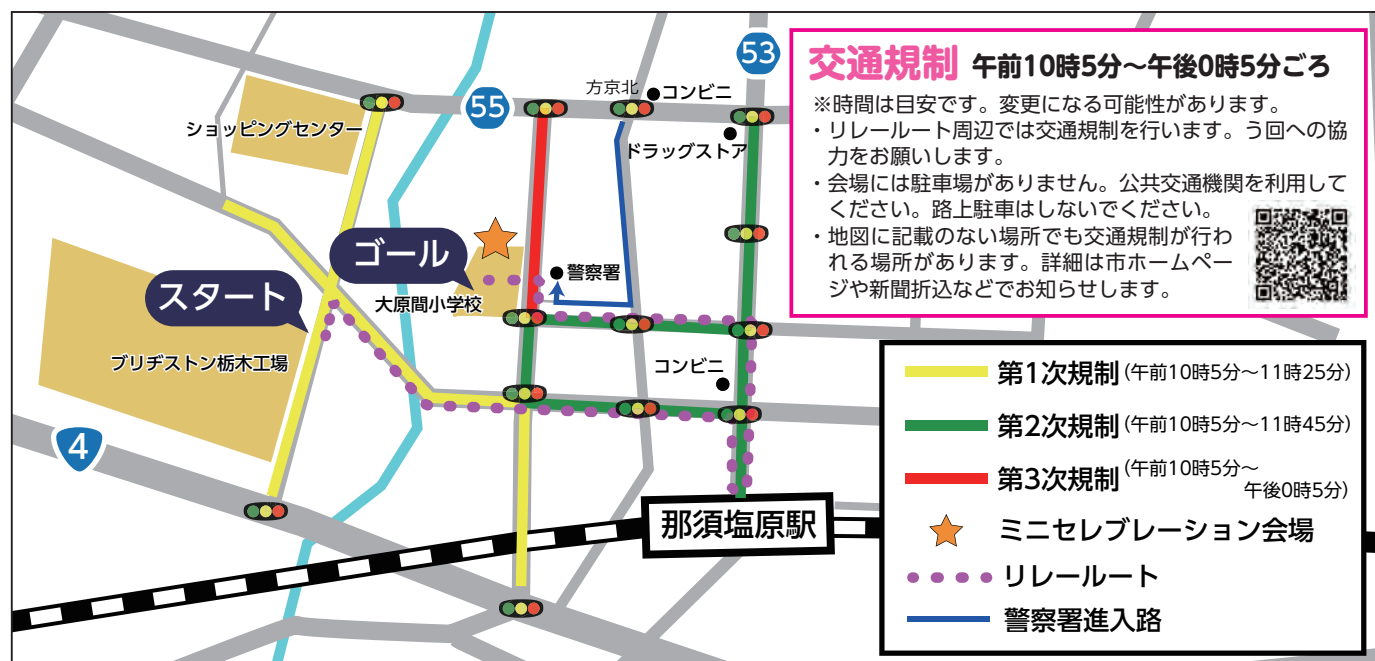 交通規制 午前10時5分～午後0時5分ごろ
※時間は目安です。変更になる可能性があります。
・リレールート周辺では交通規制を行います。う回への協
力をお願いします。
・会場には駐車場がありません。公共交通機関を利用して
ください。路上駐車はしないでください。
・地図に記載のない場所でも交通規制が行わ
れる場所があります。詳細は市ホームペー
ジや新聞折込などでお知らせします。
53
方京北
コンビニ
55
ショッピングセンター
ドラッグストア
ゴール
警察署
スタート
大原間小学校
ブリヂストン栃木工場
コンビニ
4
那須塩原駅
第1次規制 (午前10時5分～11時25分)
第2次規制 (午前10時5分～11時45分)
第3次規制 (午前10時5分～
午後0時5分)
ミニセレブレーション会場
リレールート
警察署進入路